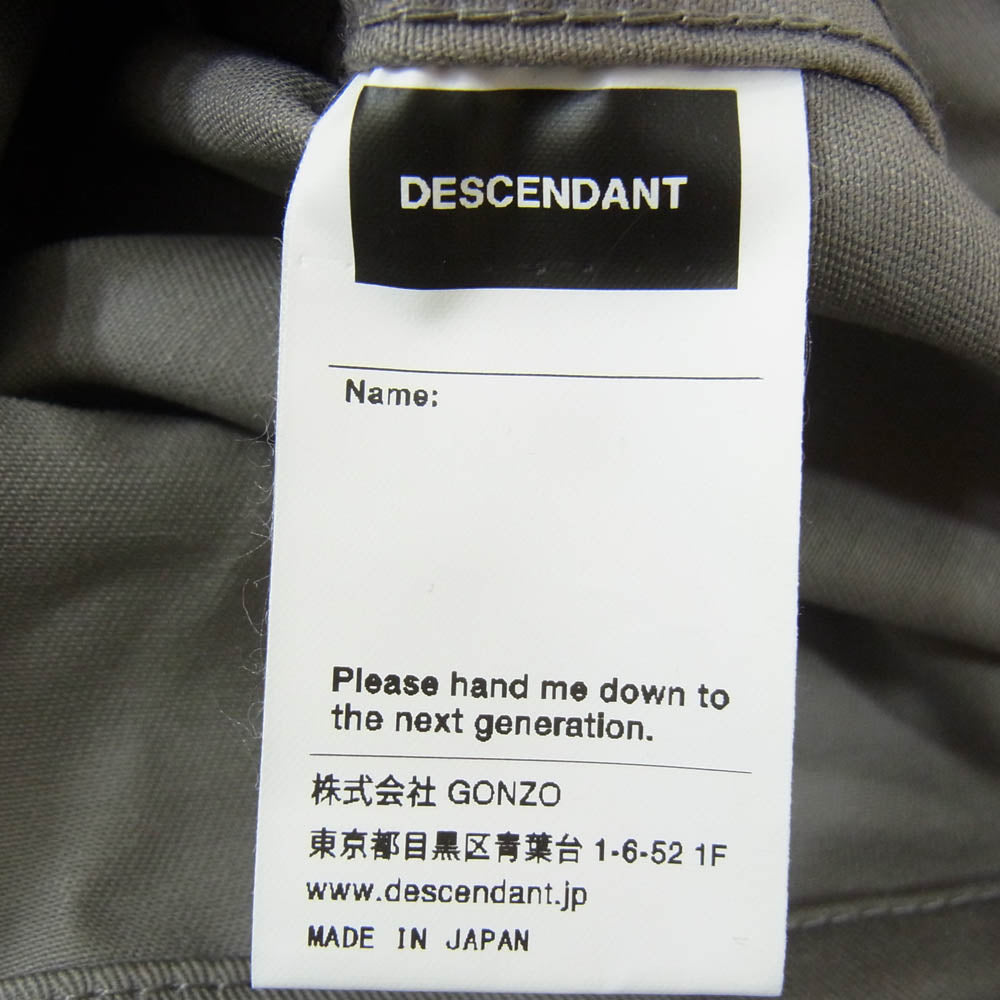 DESCENDANT
Name:
Please hand me down to
the next generation.
株式会社 GONZO
東京都目黒区青葉台 1-6-52 1F
www.descendant.jp
MADE IN JAPAN